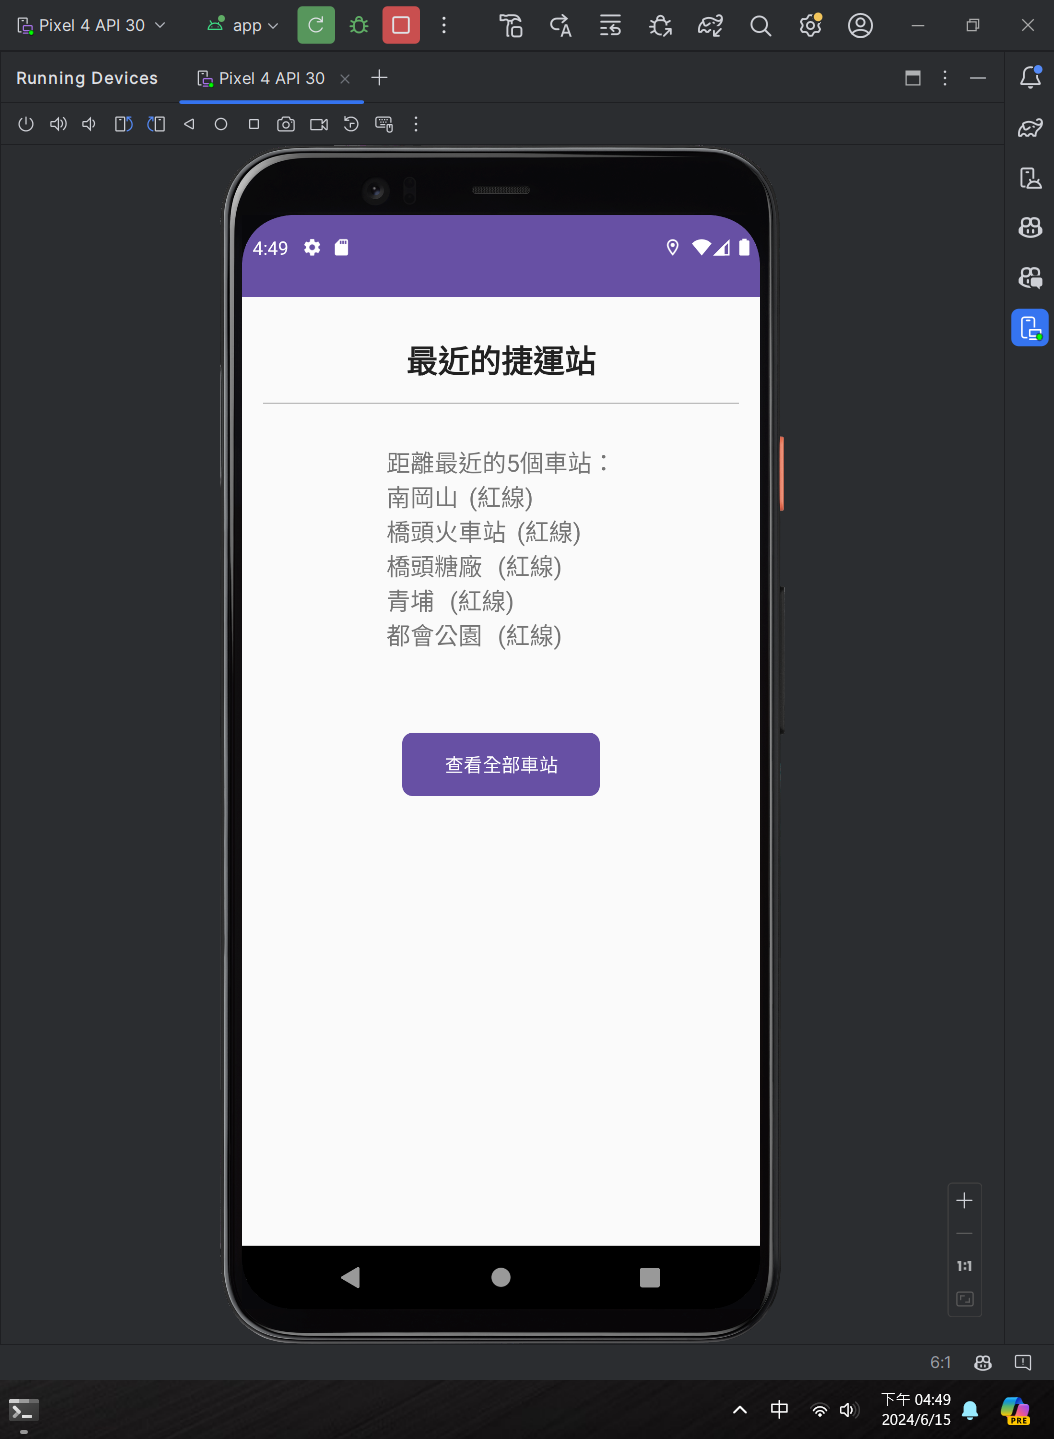 Pixel 4 API 30
app
Running Devices
Pixel 4 API 30
4:49
最近的捷運站
距離最近的5個車站：
南岡山 (紅線)
橋頭火車站 (紅線)
橋頭糖廠 (紅線)
青埔 (紅線)
都會公園 (紅線)
查看全部車站
1:1
6:1
中
下午 04:49
2024/6/15
PRE